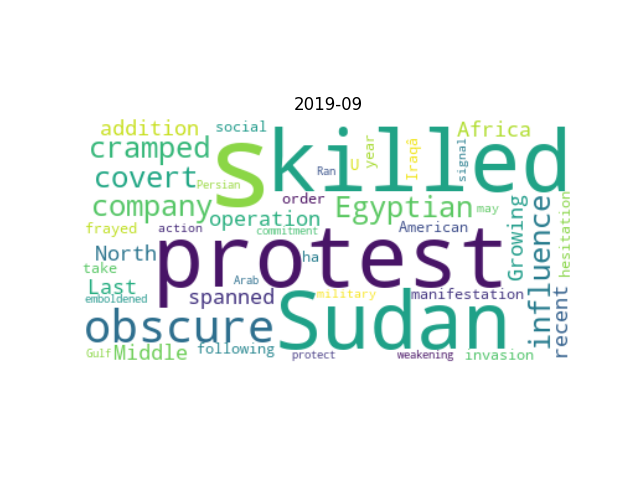 2019-09
addition social s killed year Iraqâ signal Africa
cramped Ran U
covert Persian
company order Egyptian may Growing influence hesitation
frayed action operation commitment American
North protest ha
take Arab
Last spanned military manifestation recent
emboldened
obscure Sudan
Gulf Middle following protect weakening invasion